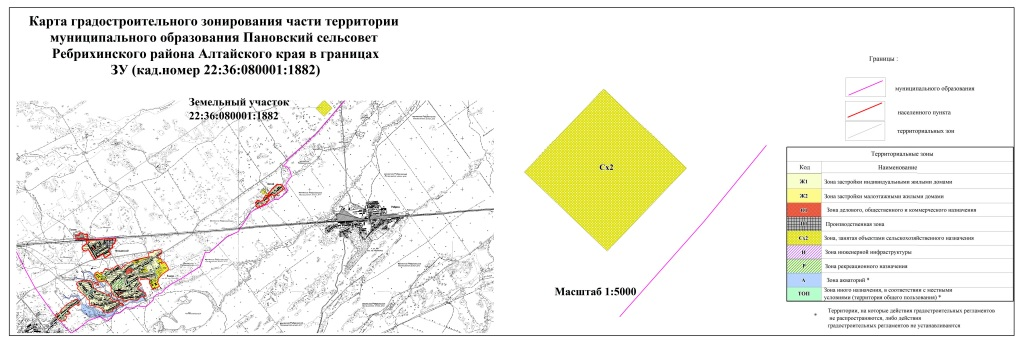 Карта градостроительного зонирования части территории
муниципального образования Пановский сельсовет
Ребрихинского района Алтайского края в границах
ЗУ (кад.номер 22:36:080001:1882)
Земельный участок
22:36:080001:1882
Сх2
Масштаб 1:5000
Границы :
муниципального образования
населенного пункта
территориальных зон
Территориальные зоны
Код Наименование
Ж1 Зона застройки индивидуальными жилыми домами
Ж2 Зона застройки малоэтажными жилыми домами
Зона делового, общественного и коммерческого назначения
Производственная зона
Сх2 Зона, занятая объектами сельскохозяйственного назначения
И Зона инженерной инфраструктуры
Р Зона рекреационного назначения
А Зона акваторий *
ТОП Зона иного назначения, в соответствии с местными
условиями (территория общего пользования) *
* Территории, на которые действия градостроительных регламентов
не распространяются, либо действия
градостроительных регламентов не устанавливаются